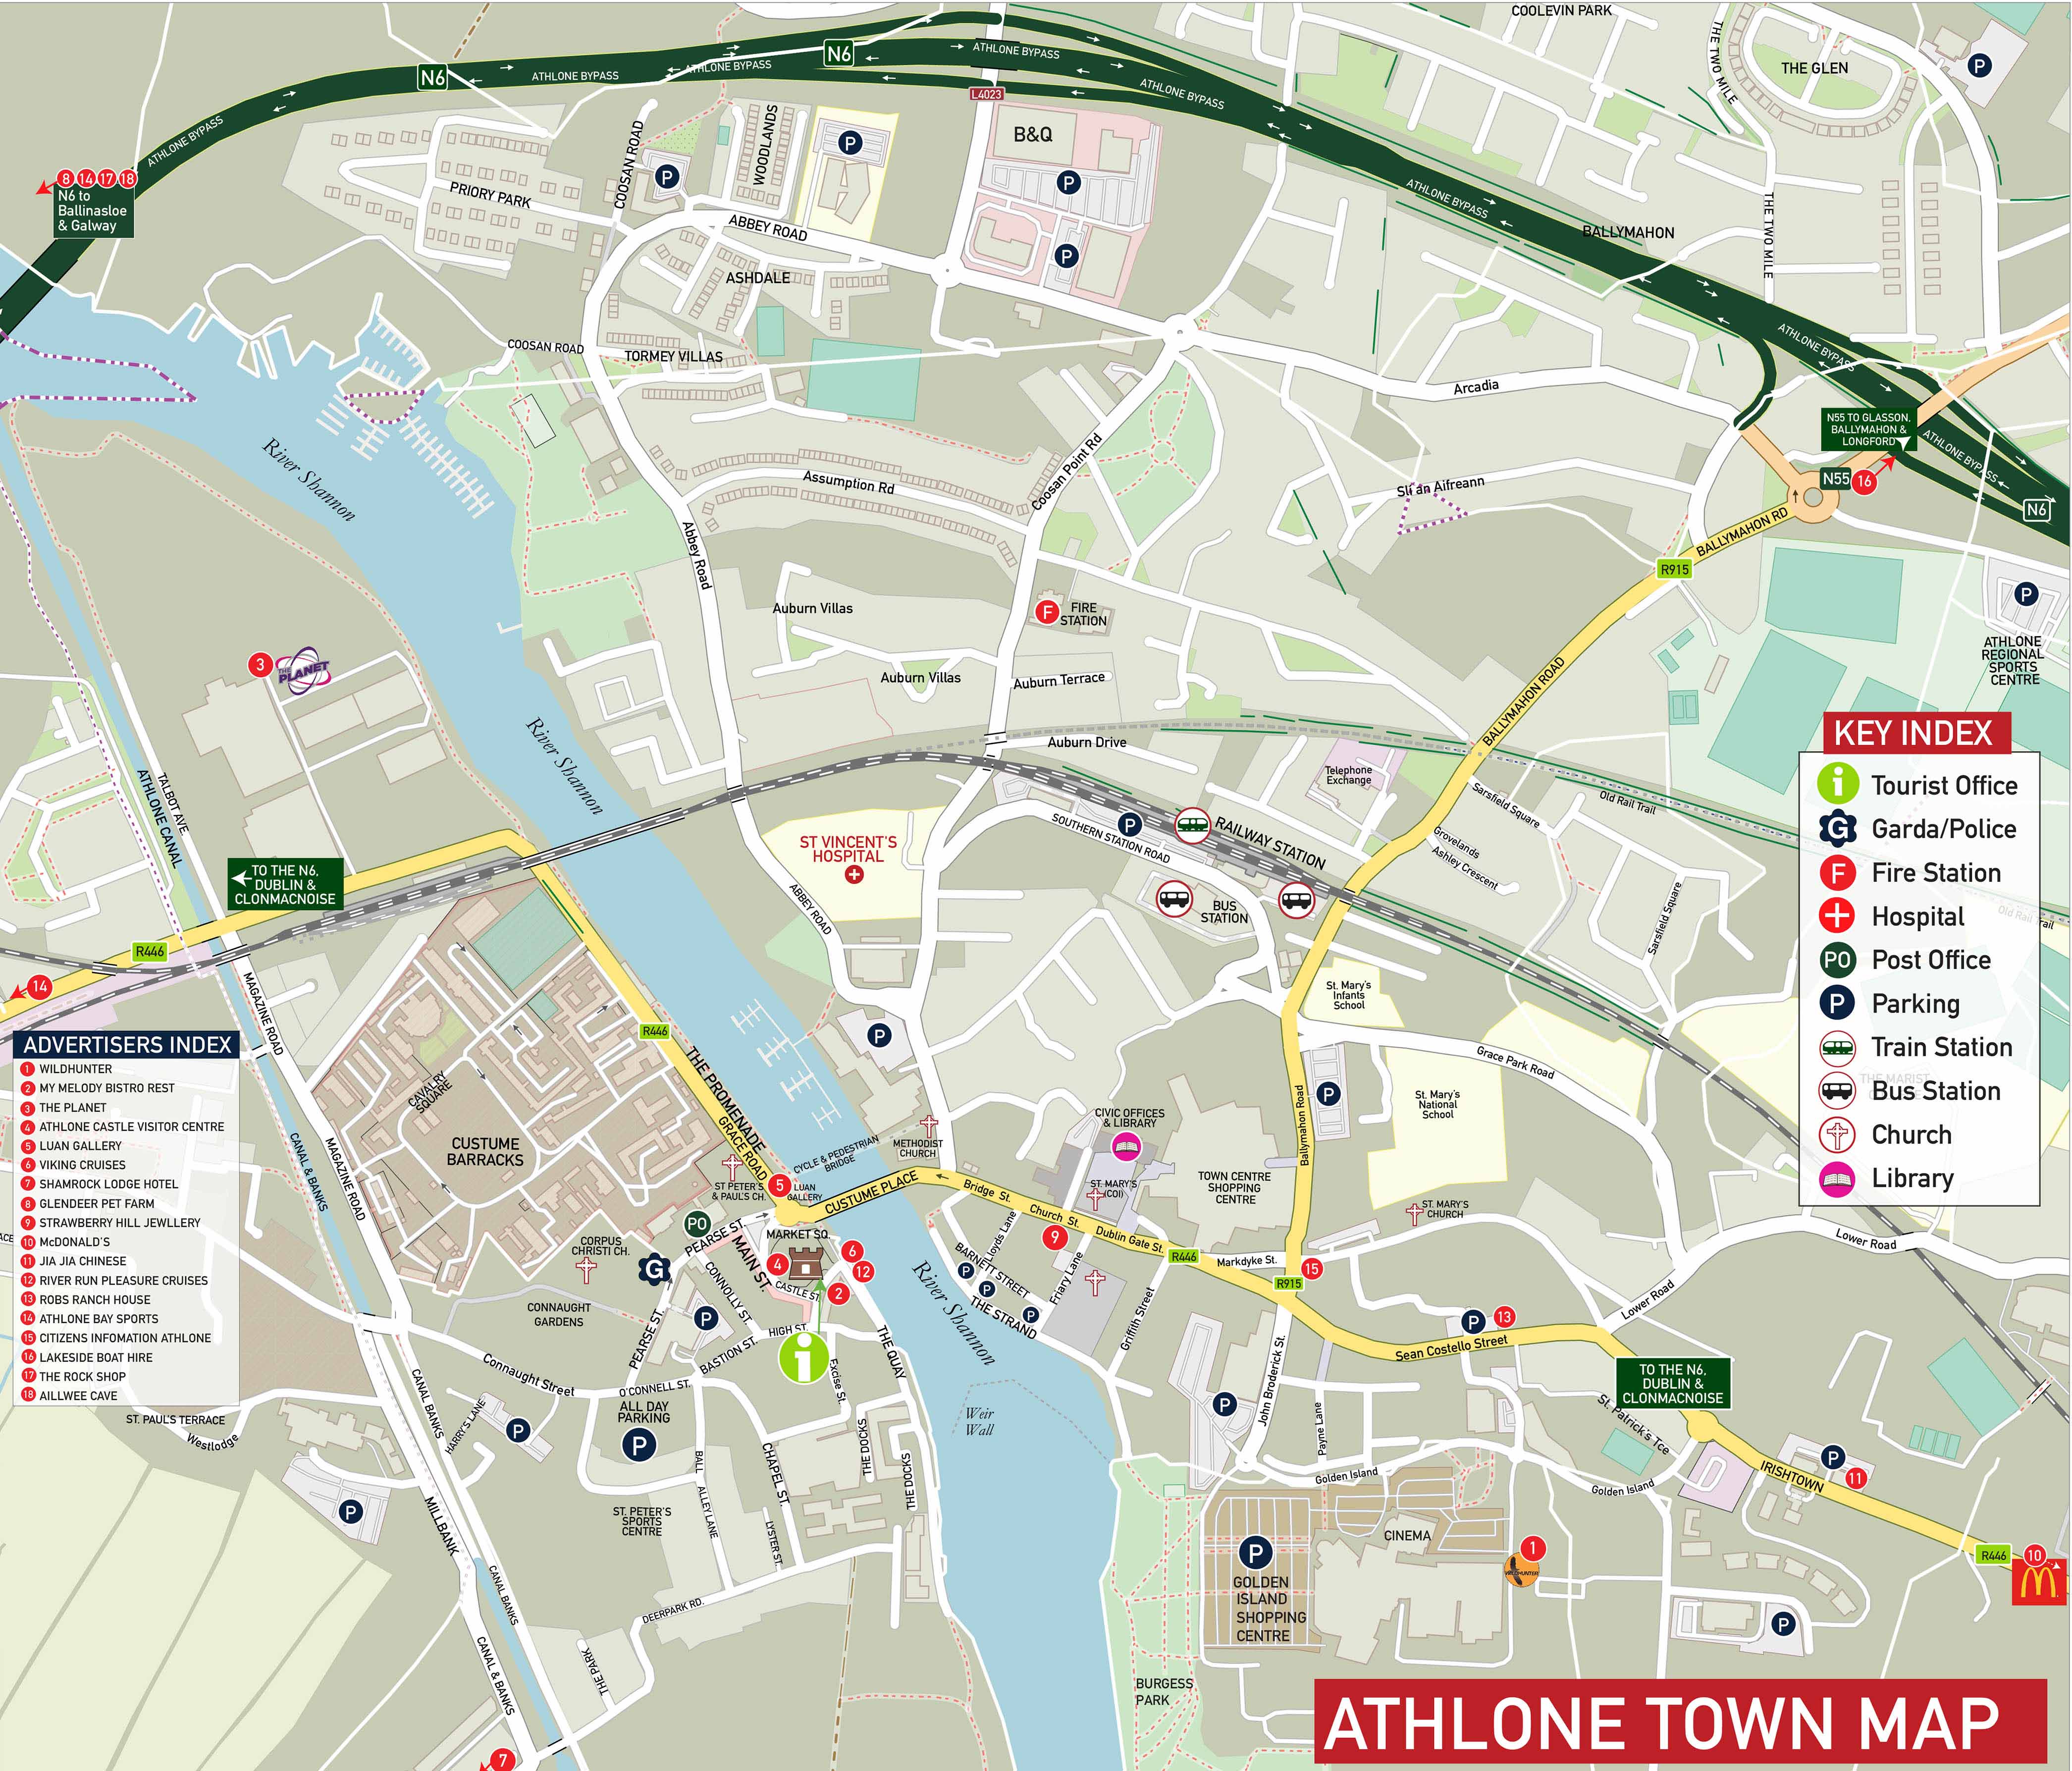 COOLEVIN PARK
THE TWO MILE
THE GLEN
P
N6
N6
ATHLONE BYPASS
ATHLONE BYPASS
ATHLONE BYPASS
ATHLONE BYPASS
ATHLONE BYPASS
L4023
B&Q
P
P
P
P
WOODLANDS
COOSAN ROAD
PRIORY PARK
ABBEY ROAD
ASHDALE
8 14 17 18
N6 to
Ballinasloe
& Galway
ATHLONE BYPASS
BALLYMAHON
THE TWO MILE
ATHLONE BYPASS
COOSAN ROAD
TORMEY VILLAS
Arcadia
N55 TO GLASSON,
BALLYMAHON &
LONGFORD
ATHLONE BYPASS
N55
16
N6
River Shannon
Assumption Rd
Coosan Point Rd
Slí an Aifreann
BALLYMAHON RD
R915
Abbey Road
P
ATHLONE
REGIONAL
SPORTS
CENTRE
Auburn Villas
F
FIRE
STATION
3
THE
PLANET
Auburn Villas
Auburn Terrace
BALLYMAHON ROAD
River Shannon
Auburn Drive
Telephone
Exchange
TALBOT AVE
ATHLONE CANAL
Sarsfield Square
Old Rail Trail
Grovelands
Ashley Crescent
Sarsfield Square
Old Rail Trail
ST VINCENT'S
HOSPITAL
P
SOUTHERN STATION ROAD
RAILWAY STATION
BUS
STATION
ABBEY ROAD
TO THE N6,
DUBLIN &
CLONMACNOISE
R446
14
MAGAZINE ROAD
St. Mary's
Infants
School
Grace Park Road
KEY INDEX
i Tourist Office
G Garda/Police
F Fire Station
Hospital
PO Post Office
P Parking
Train Station
Bus Station
Church
Library
THE MARIST
ADVERTISERS INDEX
1 WILDHUNTER
2 MY MELODY BISTRO REST
3 THE PLANET
4 ATHLONE CASTLE VISITOR CENTRE
5 LUAN GALLERY
6 VIKING CRUISES
7 SHAMROCK LODGE HOTEL
8 GLENDEER PET FARM
9 STRAWBERRY HILL JEWLLERY
10 McDONALD'S
11 JIA JIA CHINESE
12 RIVER RUN PLEASURE CRUISES
13 ROBS RANCH HOUSE
14 ATHLONE BAY SPORTS
15 CITIZENS INFOMATION ATHLONE
16 LAKESIDE BOAT HIRE
17 THE ROCK SHOP
18 AILLWEE CAVE
R446
P
THE PROMENADE
GRACE ROAD
CAVALRY
SQUARE
CUSTUME
BARRACKS
CANAL & BANKS
MAGAZINE ROAD
P
St. Mary's
National
School
Ballymahon Road
CIVIC OFFICES
& LIBRARY
METHODIST
CHURCH
CYCLE & PEDESTRIAN
BRIDGE
ST PETER'S
& PAUL'S CH.
5
LUAN
GALLERY
CUSTUME PLACE
Bridge St.
Church St.
Dublin Gate St.
ST. MARY'S
(COI)
TOWN CENTRE
SHOPPING
CENTRE
ST. MARY'S
CHURCH
9
R446
Markdyke St.
15
R915
Lower Road
Lower Road
PO
PEARSE ST.
MARKET SQ.
MAIN ST.
CORPUS
CHRISTI CH.
G
4
6
12
2
CASTLE ST.
CONNOLLY ST.
CONNAUGHT
GARDENS
PEARSE ST.
P
HIGH ST.
BASTION ST.
i
Excise St.
THE QUAY
River Shannon
BARNETT STREET
Lloyds Lane
P
P
P
THE STRAND
Friary Lane
Griffith Street
P
13
Sean Costello Street
John Broderick St.
TO THE N6,
DUBLIN &
CLONMACNOISE
St. Patrick's Tce
Connaught Street
O'CONNELL ST.
ALL DAY
PARKING
P
Weir
Wall
P
Payne Lane
Golden Island
Golden Island
IRISHTOWN
P
11
R446
10
ST. PAUL'S TERRACE
Westlodge
CANAL BANKS
HARRY'S LANE
P
P
MILLBANK
BALL
ALLEY LANE
CHAPEL ST.
LYSTER ST.
THE DOCKS
THE DOCKS
ST. PETER'S
SPORTS
CENTRE
CINEMA
1
WILDHUNTER
P
GOLDEN
ISLAND
SHOPPING
CENTRE
P
CANAL BANKS
DEERPARK RD.
THE PARK
CANAL & BANKS
7
BURGESS
PARK
ATHLONE TOWN MAP